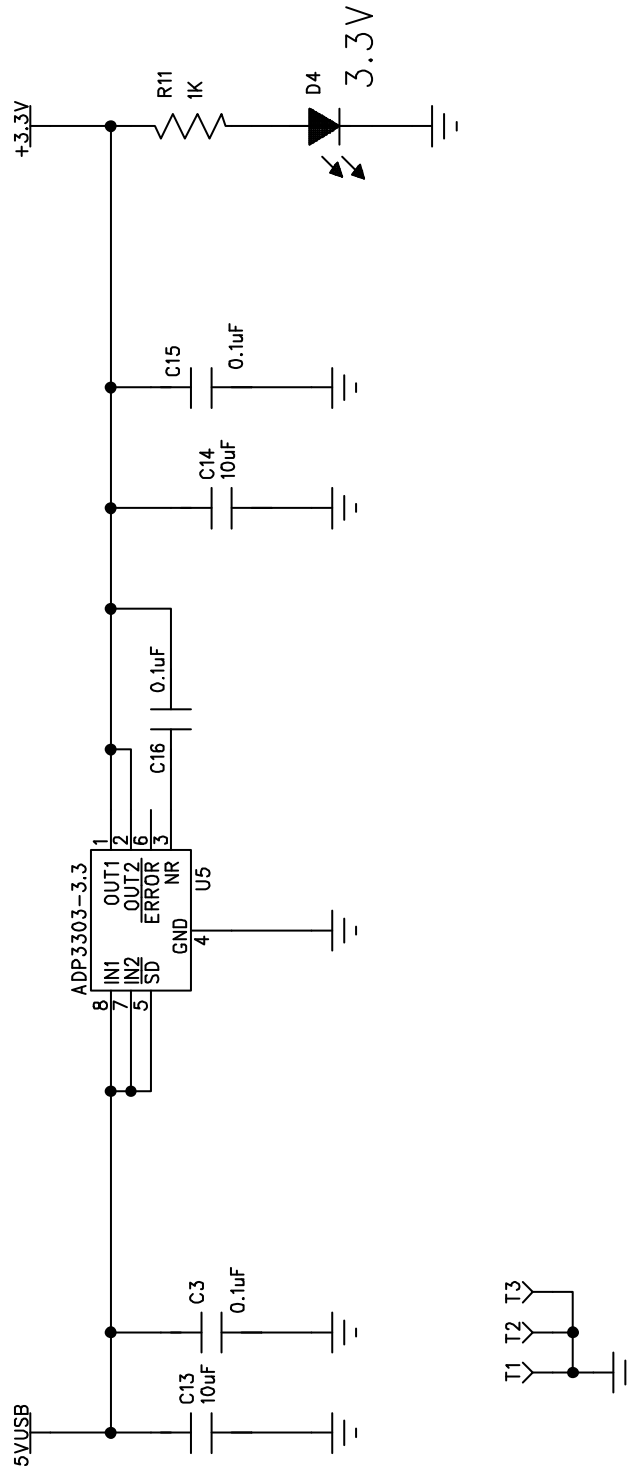 5VUSB
C13
10uF
C3
0.1uF
ADP3303-3.3
8
7
5
IN1
IN2
SD
GND
4
OUT1
OUT2
ERROR
NR
1
2
6
3
U5
C16
0.1uF
C14
10uF
C15
0.1uF
+3.3V
R11
1K
D4
3.3V
T1
T2
T3